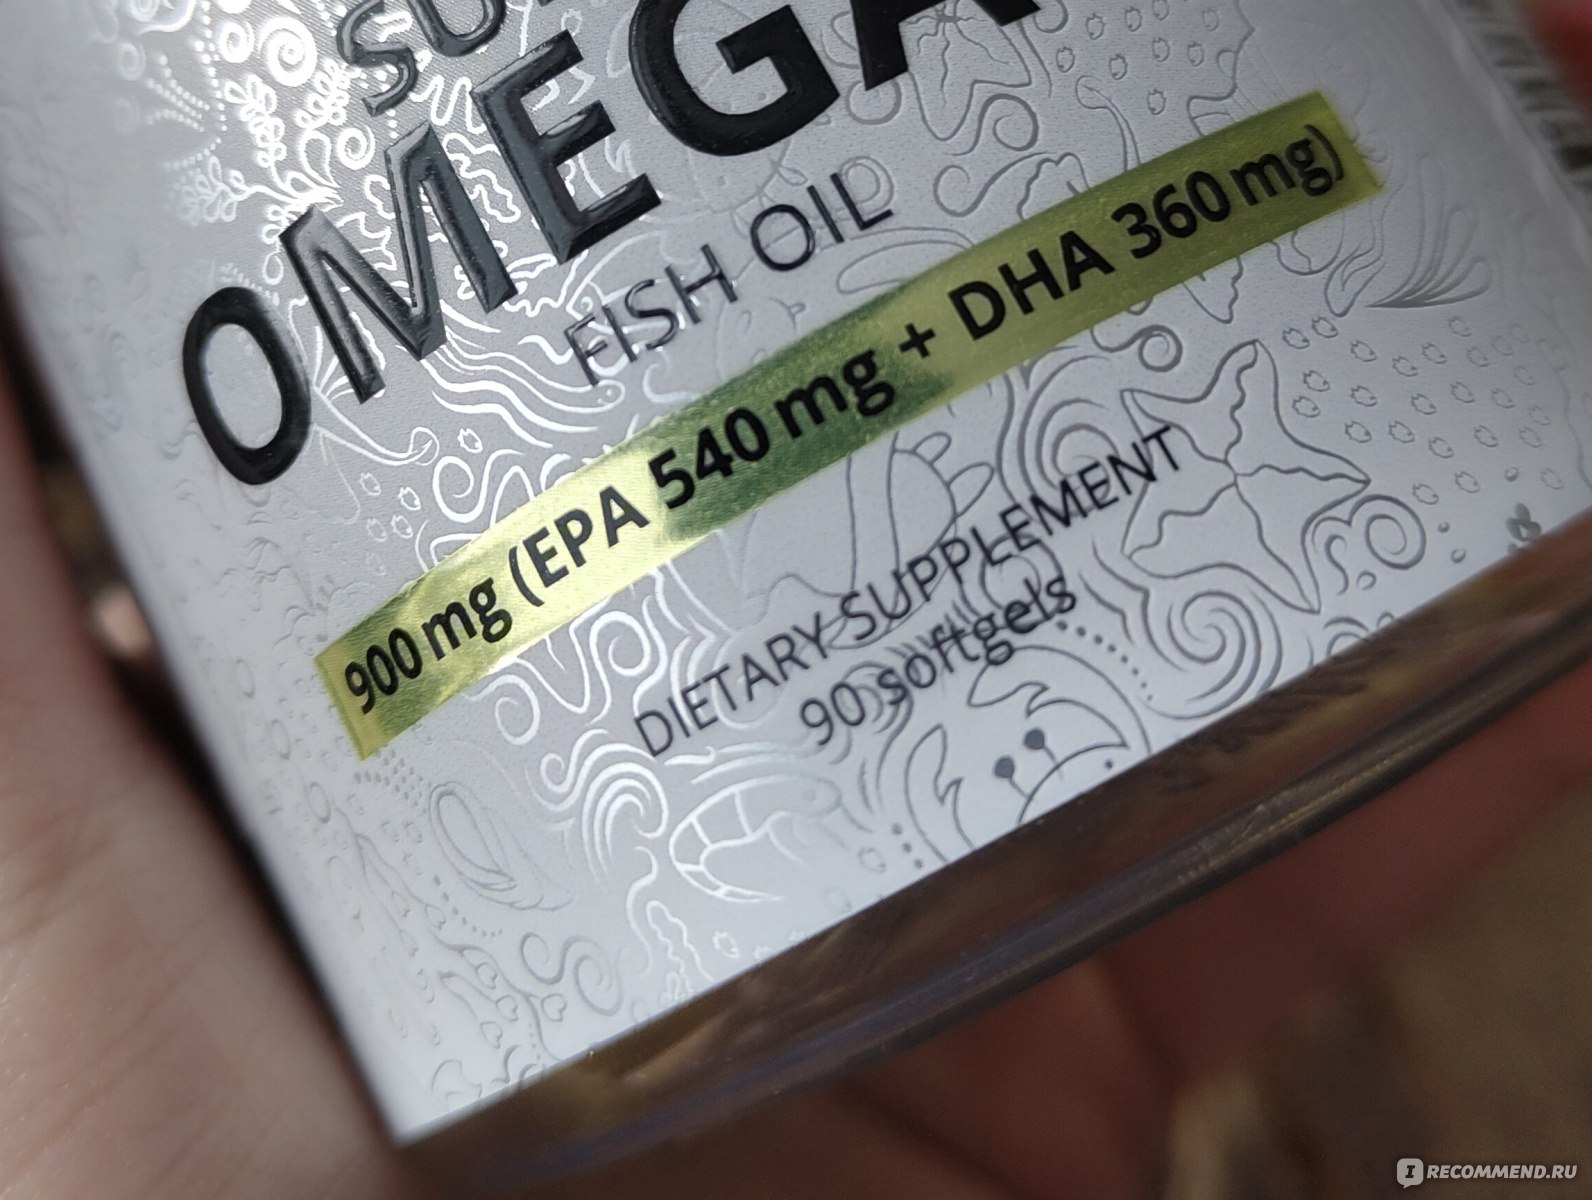 OMEGA
FISH OIL
900 mg (EPA 540 mg + DHA 360 mg)
DIETARY SUPPLEMENT
90 softgels
I RECOMMEND.RU